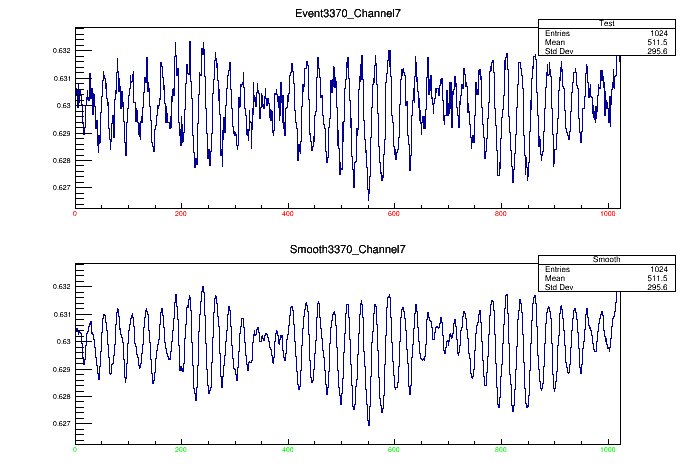 Event3370_Channel7
Test
Entries 1024
Mean 511.5
Std Dev 295.6
0.632
0.631
0.63
0.629
0.628
0.627
0 200 400 600 800 1000
Smooth3370_Channel7
Smooth
Entries 1024
Mean 511.5
Std Dev 295.6
0.632
0.631
0.63
0.629
0.628
0.627
0 200 400 600 800 1000